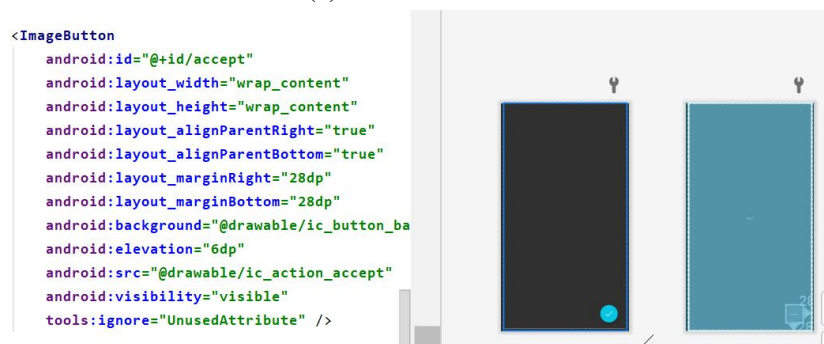 <ImageButton
android:id="@+id/accept"
android:layout_width="wrap_content"
android:layout_height="wrap_content"
android:layout_alignParentRight="true"
android:layout_alignParentBottom="true"
android:layout_marginRight="28dp"
android:layout_marginBottom="28dp"
android:background="@drawable/ic_button_ba
android:elevation="6dp"
android:src="@drawable/ic_action_accept"
android:visibility="visible"
tools:ignore="UnusedAttribute" />
28
28